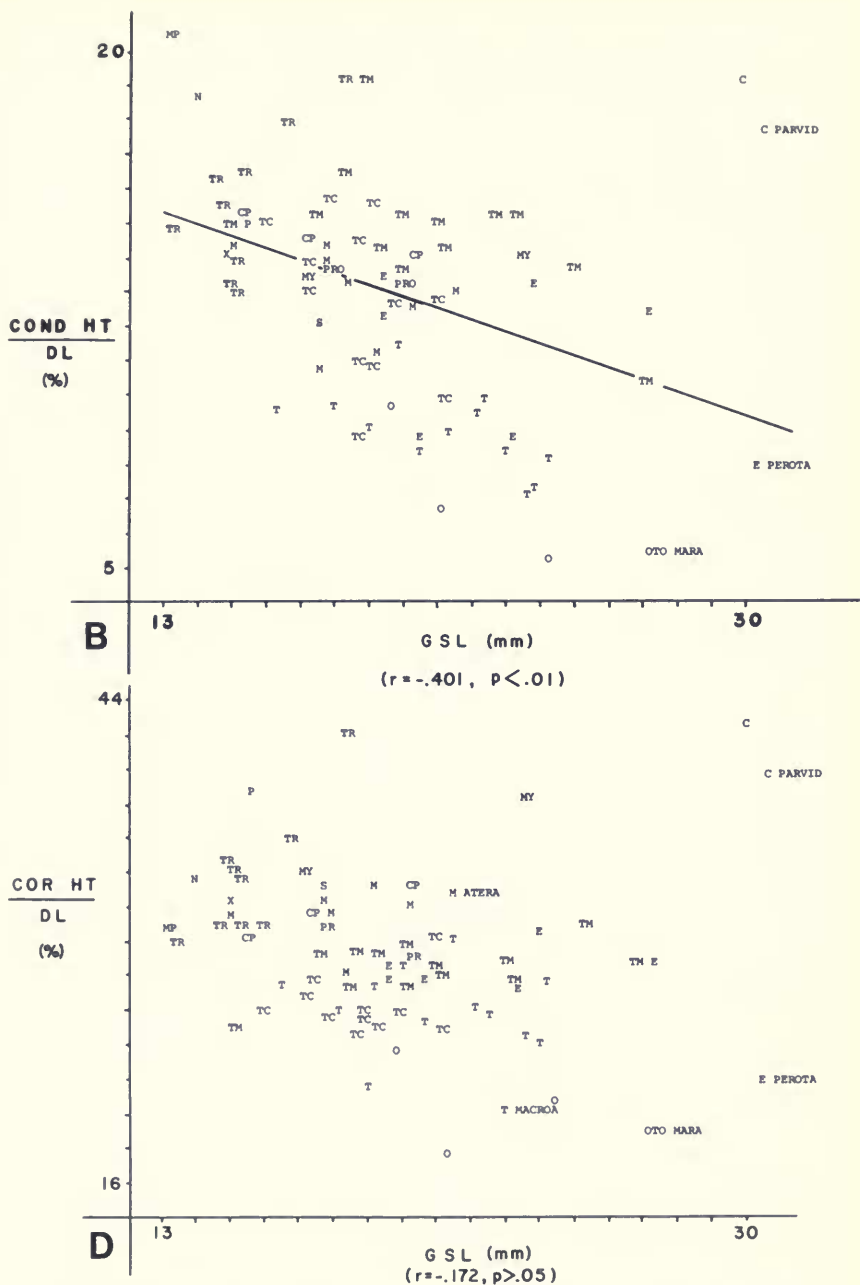 20
MP
TR TM
C
N
TR
C PARVID
TR
TR
TM
TR
CP
TC
TM
TC
TM
TM
TM TM
TR
TM P
TC
M
X
TR
CP
M
TC
TM
CP
TM
MY
TC
M
PRO
TM
TM
MY
E
TR
TR
TC
M
PRO
M
E
TC
TC
M
E
S
E
COND HT
DL
(%)
T
M
TC
M
TC
TM
T
T
O
TC
T
T
TC
T
T
E
T
E
T
T
E PEROTA
T
T
O
OTO MARA
O
5
13
30
B
GSL (mm)
(r=-.401, P<.01)
44
C
TR
C PARVID
P
MY
TR
TR
TR
TR
MY
N
S
M
CP
M ATERA
COR HT
DL
(%)
X
M
M
M
CP
M
MP
TR
TR
TR
TR
CP
PR
TC
T
E
TM
TM
TM
TM
TM
PR
E
T
TM
TM
TM
TM E
M
T
TC
TM
T
E
TM
E
TM
E
T
TC
TC
TM
TC
T
TC
TC
TC
TC
TC
T
TC
T
T
T
T
O
T
E PEROTA
T MACROA
O
OTO MARA
O
16
13
30
D
GSL (mm)
(r=-.172, p>.05)